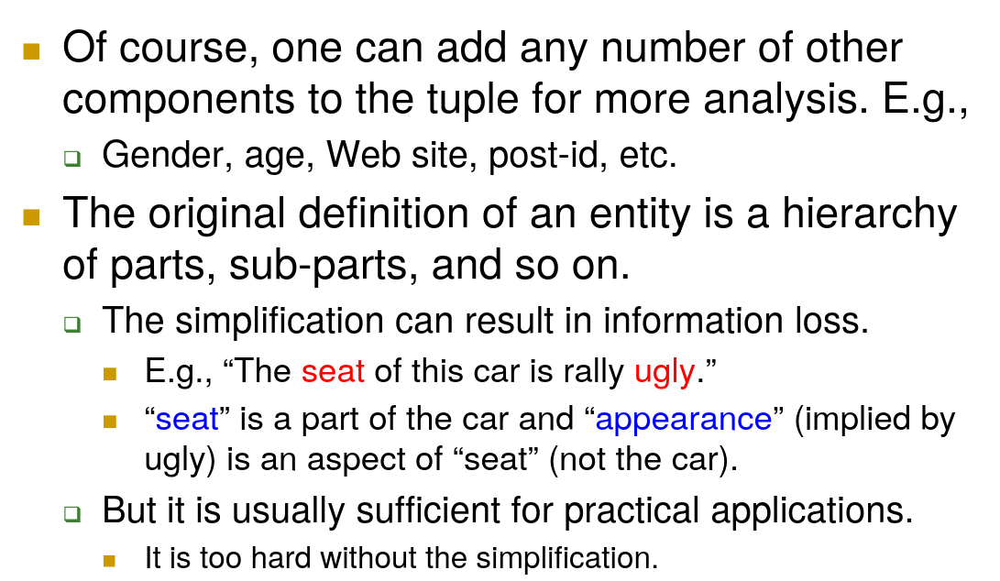 Of course, one can add any number of other
components to the tuple for more analysis. E.g.,
Gender, age, Web site, post-id, etc.
The original definition of an entity is a hierarchy
of parts, sub-parts, and so on.
The simplification can result in information loss.
E.g., “The seat of this car is rally ugly.”
“seat” is a part of the car and “appearance” (implied by
ugly) is an aspect of “seat” (not the car).
But it is usually sufficient for practical applications.
It is too hard without the simplification.